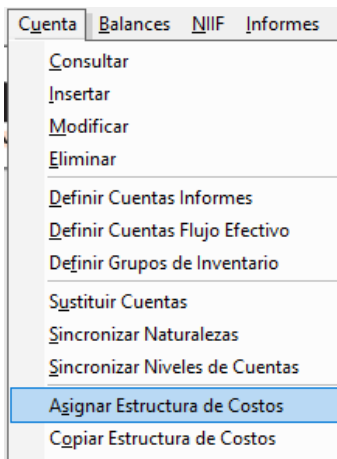 Cuenta Balances NIIF Informes
Consultar
Insertar
Modificar
Eliminar
Definir Cuentas Informes
Definir Cuentas Flujo Efectivo
Definir Grupos de Inventario
Sustituir Cuentas
Sincronizar Naturalezas
Sincronizar Niveles de Cuentas
Asignar Estructura de Costos
Copiar Estructura de Costos